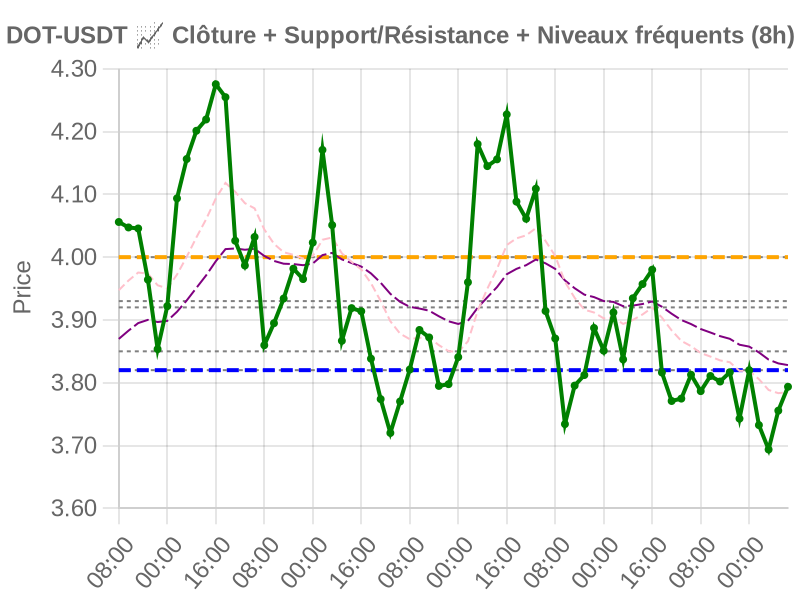 DOT-USDT 📈 Clôture + Support/Résistance + Niveaux fréquents (8h)
4.30
4.20
4.10
4.00
3.90
3.80
3.70
3.60
Price
08:00 00:00 16:00 08:00 00:00 16:00 08:00 00:00 16:00 08:00 00:00 16:00 08:00 00:00